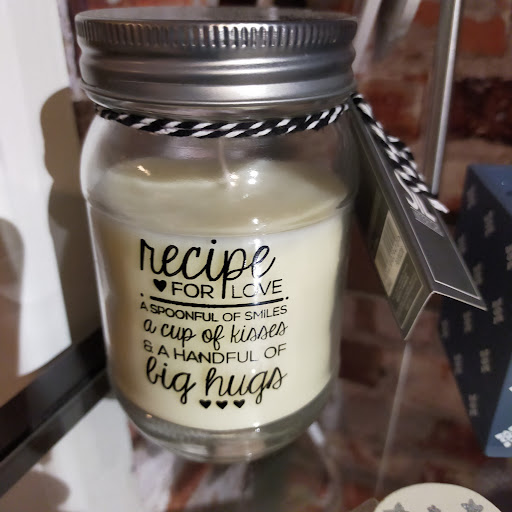 recipe
FOR LOVE
A SPOONFUL OF SMILES
a cup of kisses
& A HANDFUL OF
big hugs